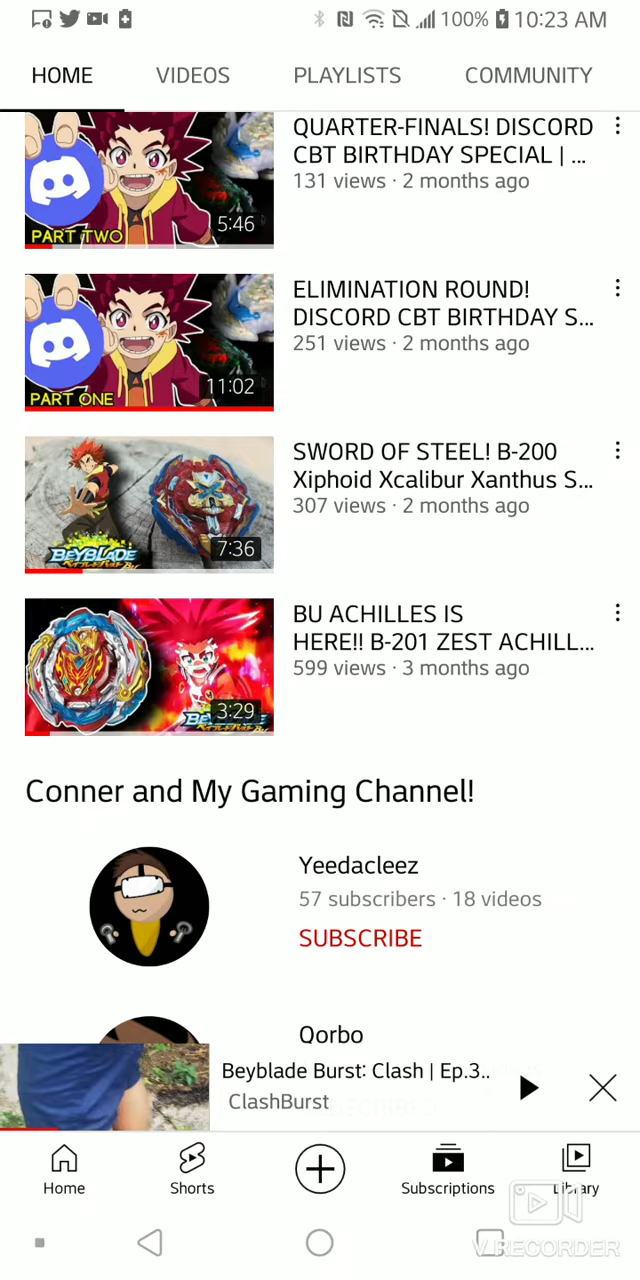 100% 10:23 AM
HOME VIDEOS PLAYLISTS COMMUNITY
QUARTER-FINALS! DISCORD
CBT BIRTHDAY SPECIAL | ...
131 views · 2 months ago
5:46
PART TWO
ELIMINATION ROUND!
DISCORD CBT BIRTHDAY S...
251 views · 2 months ago
11:02
PART ONE
SWORD OF STEEL! B-200
Xiphoid Xcalibur Xanthus S...
307 views · 2 months ago
7:36
BEYBLADE
BU ACHILLES IS
HERE!! B-201 ZEST ACHILL...
599 views · 3 months ago
3:29
Conner and My Gaming Channel!
Yeedacleez
57 subscribers · 18 videos
SUBSCRIBE
Qorbo
Beyblade Burst: Clash | Ep.3..
ClashBurst
Home Shorts Subscriptions Library
V RECORDER